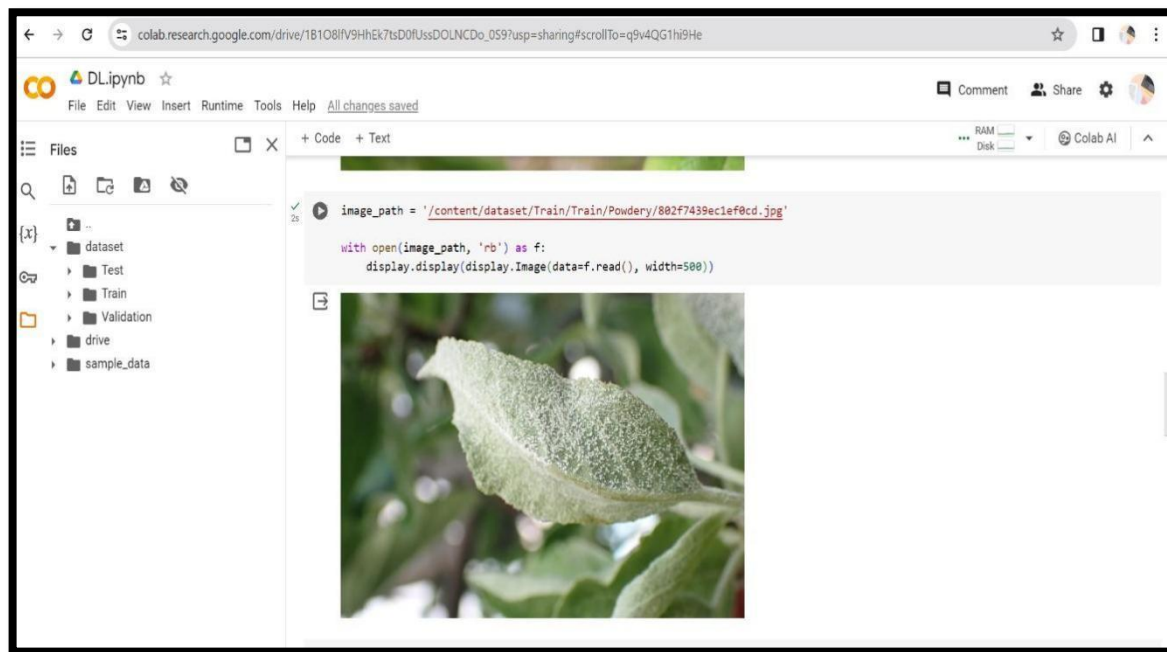 colab.research.google.com/drive/1B1O8lfV9HhEk7tsD0fUssDOLNCDo_0S9?usp=sharing#scrollTo=q9v4QG1hi9He
DL.ipynb
File Edit View Insert Runtime Tools Help All changes saved
Comment Share
Files
+ Code + Text
RAM
Disk
Colab AI
..
dataset
Test
Train
Validation
drive
sample_data
{x}
2s
image_path = '/content/dataset/Train/Train/Powdery/802f7439ec1ef0cd.jpg'
with open(image_path, 'rb') as f:
display.display(display.Image(data=f.read(), width=500))